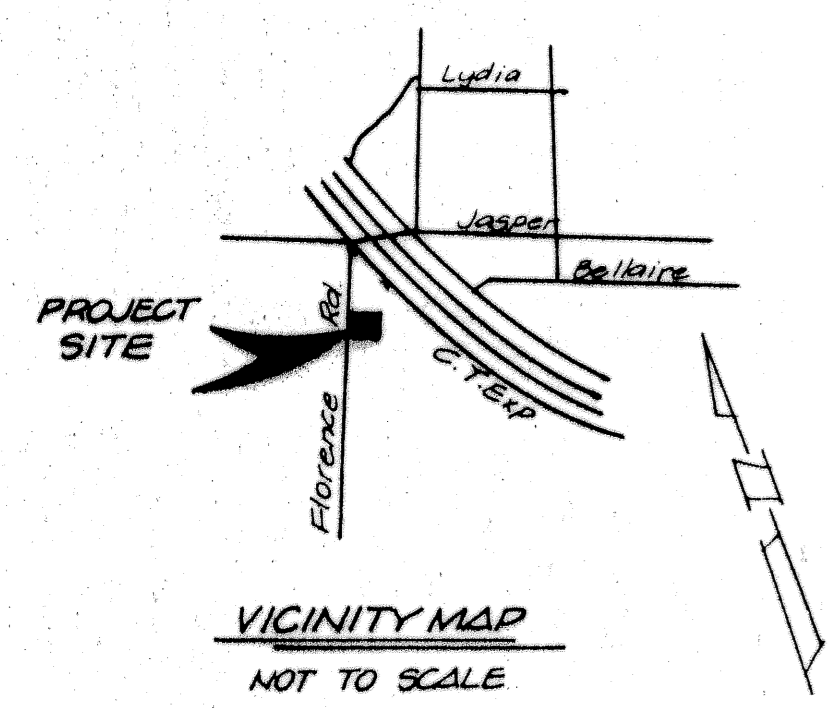 Lydia
Jasper
Bellaire
PROJECT
SITE
Rd.
C.T.Exp.
Florence
N
VICINITY MAP
NOT TO SCALE